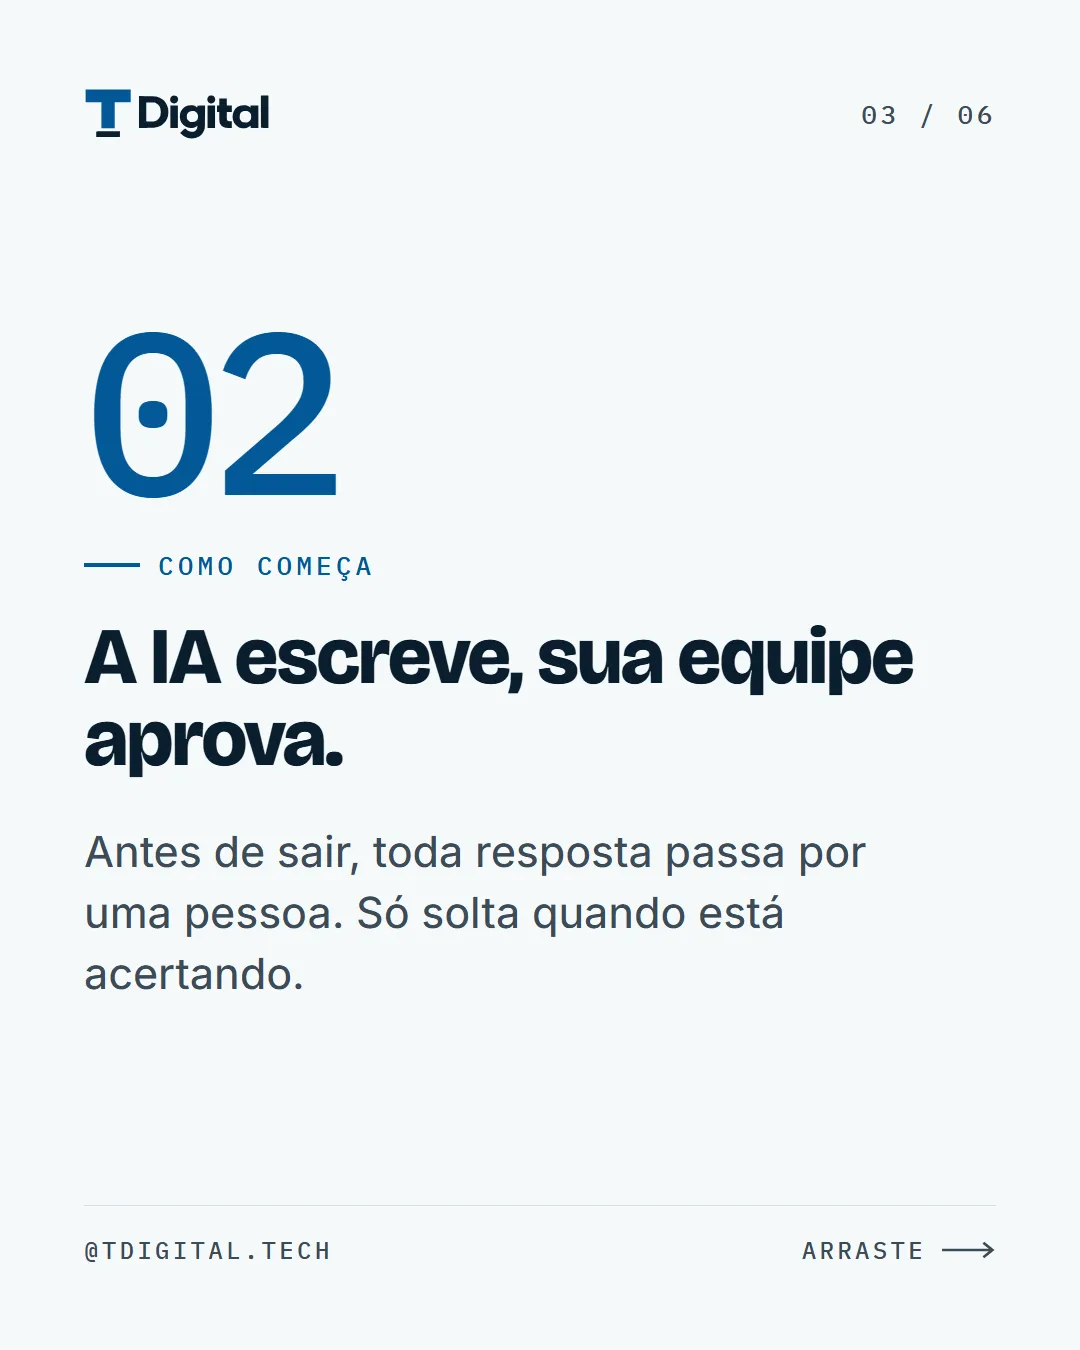 TDigital
03 / 06
02
COMO COMEÇA
A IA escreve, sua equipe
aprova.
Antes de sair, toda resposta passa por
uma pessoa. Só solta quando está
acertando.
@TDIGITAL.TECH
ARRASTE